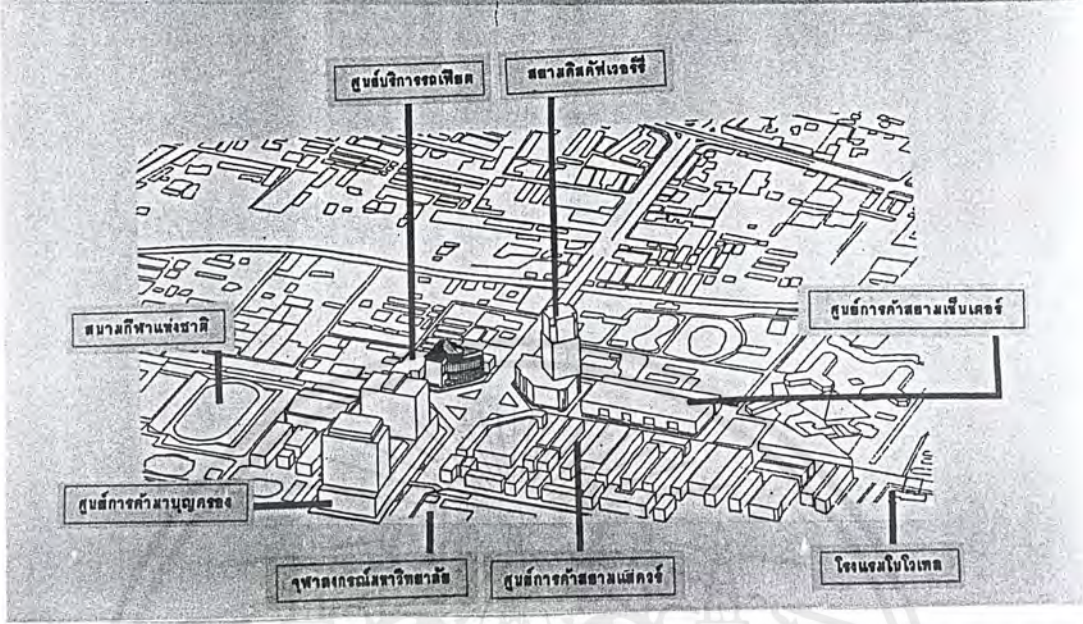 ศูนย์บริการรถเฟียต
สยามดิสคัฟเวอร์รี่
ศูนย์การค้าสยามเซ็นเตอร์
สนามกีฬาแห่งชาติ
ศูนย์การค้ามาบุญครอง
จุฬาลงกรณ์มหาวิทยาลัย
ศูนย์การค้าสยามแสควร์
โรงแรมโนโวเทล